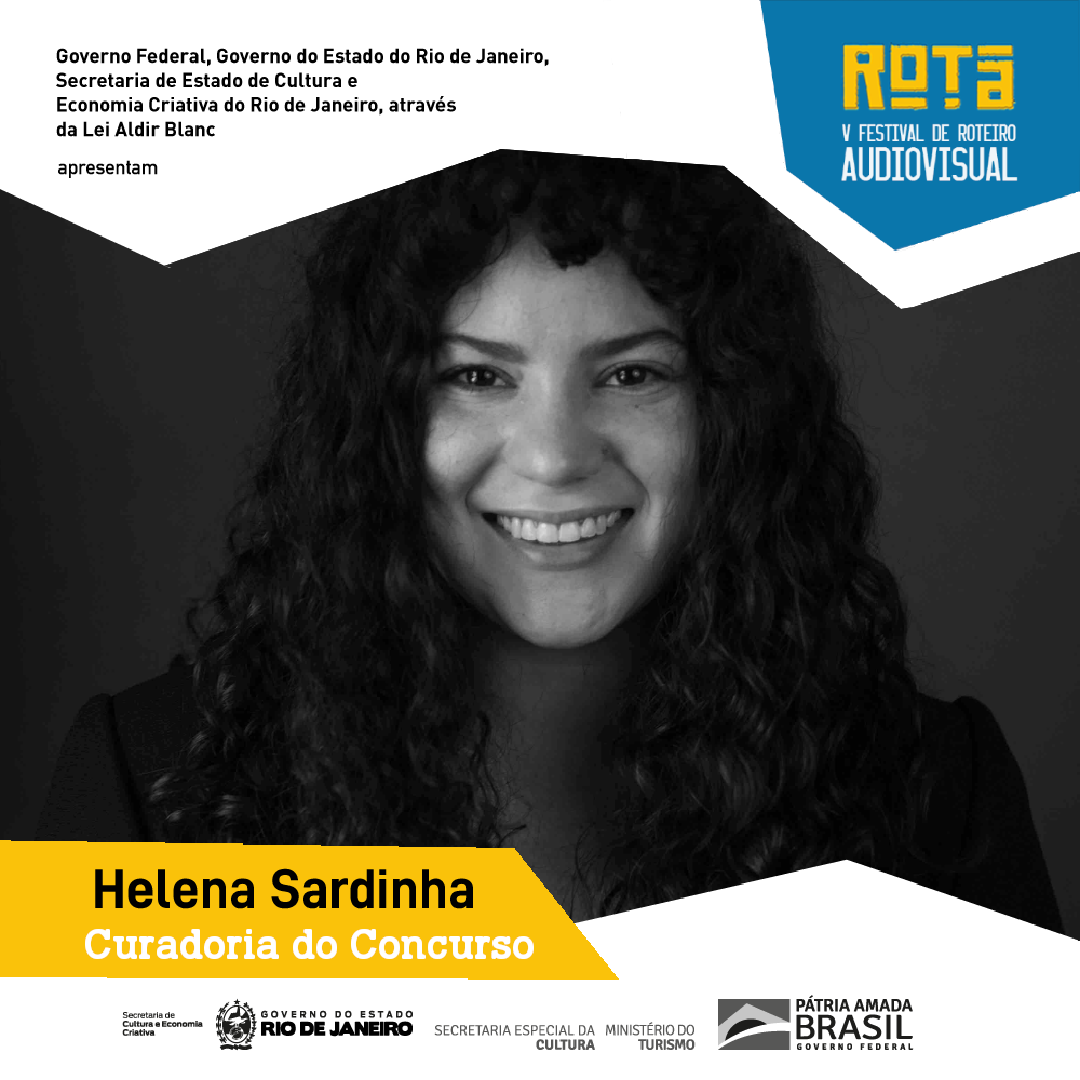 Governo Federal, Governo do Estado do Rio de Janeiro,
Secretaria de Estado de Cultura e
Economia Criativa do Rio de Janeiro, através
da Lei Aldir Blanc
apresentam
ROTA
V FESTIVAL DE ROTEIRO
AUDIOVISUAL
Helena Sardinha
Curadoria do Concurso
Secretaria de
Cultura e Economia
Criativa
GOVERNO DO ESTADO
RIO DE JANEIRO
SECRETARIA ESPECIAL DA
CULTURA
MINISTÉRIO DO
TURISMO
PÁTRIA AMADA
BRASIL
GOVERNO FEDERAL